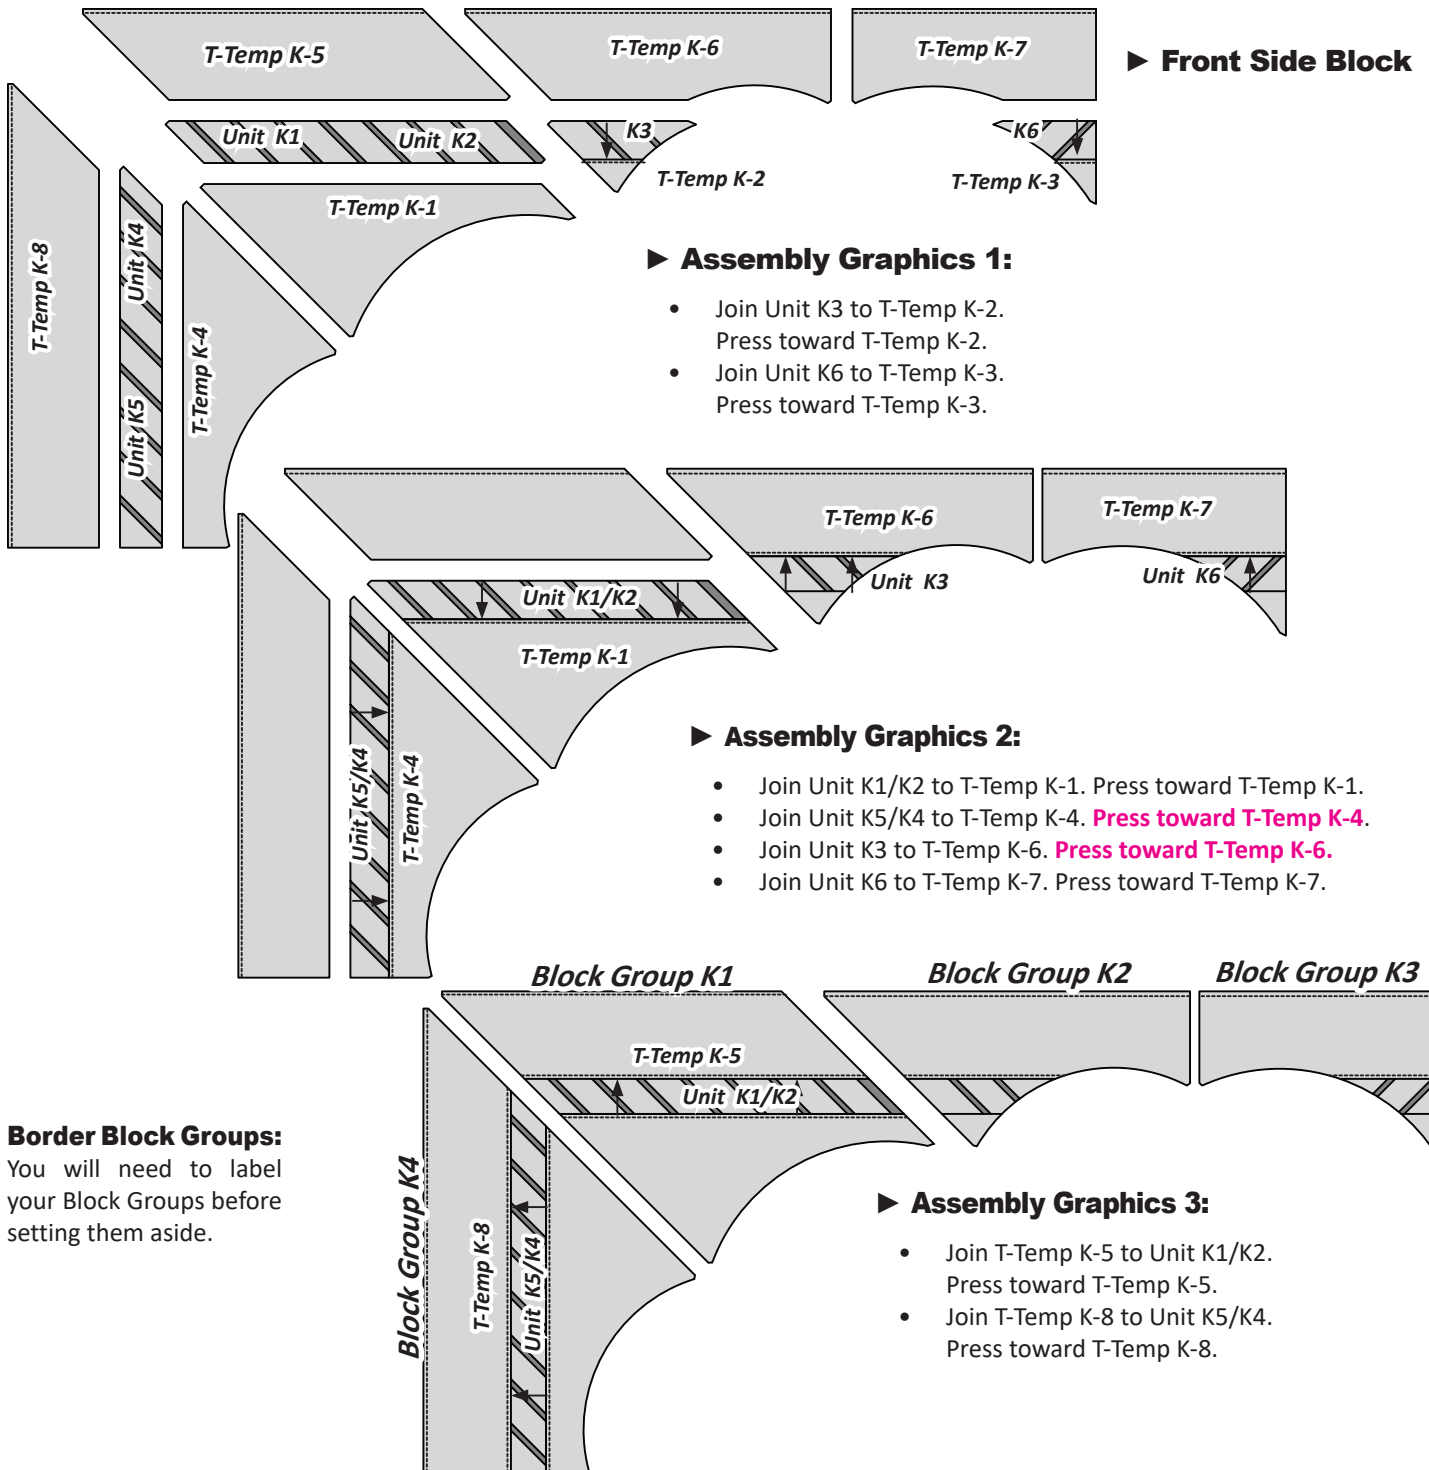 T-Temp K-5
T-Temp K-6
T-Temp K-7
► Front Side Block
Unit K1
Unit K2
K3
K6
T-Temp K-2
T-Temp K-3
T-Temp K-1
T-Temp K-8
Unit K4
Unit K5
T-Temp K-4
► Assembly Graphics 1:
• Join Unit K3 to T-Temp K-2.
Press toward T-Temp K-2.
• Join Unit K6 to T-Temp K-3.
Press toward T-Temp K-3.
T-Temp K-6
T-Temp K-7
Unit K3
Unit K6
Unit K1/K2
T-Temp K-1
Unit K5/K4
T-Temp K-4
► Assembly Graphics 2:
• Join Unit K1/K2 to T-Temp K-1. Press toward T-Temp K-1.
• Join Unit K5/K4 to T-Temp K-4. Press toward T-Temp K-4.
• Join Unit K3 to T-Temp K-6. Press toward T-Temp K-6.
• Join Unit K6 to T-Temp K-7. Press toward T-Temp K-7.
Block Group K1
Block Group K2
Block Group K3
T-Temp K-5
Unit K1/K2
Block Group K4
T-Temp K-8
Unit K5/K4
Border Block Groups:
You will need to label
your Block Groups before
setting them aside.
► Assembly Graphics 3:
• Join T-Temp K-5 to Unit K1/K2.
Press toward T-Temp K-5.
• Join T-Temp K-8 to Unit K5/K4.
Press toward T-Temp K-8.